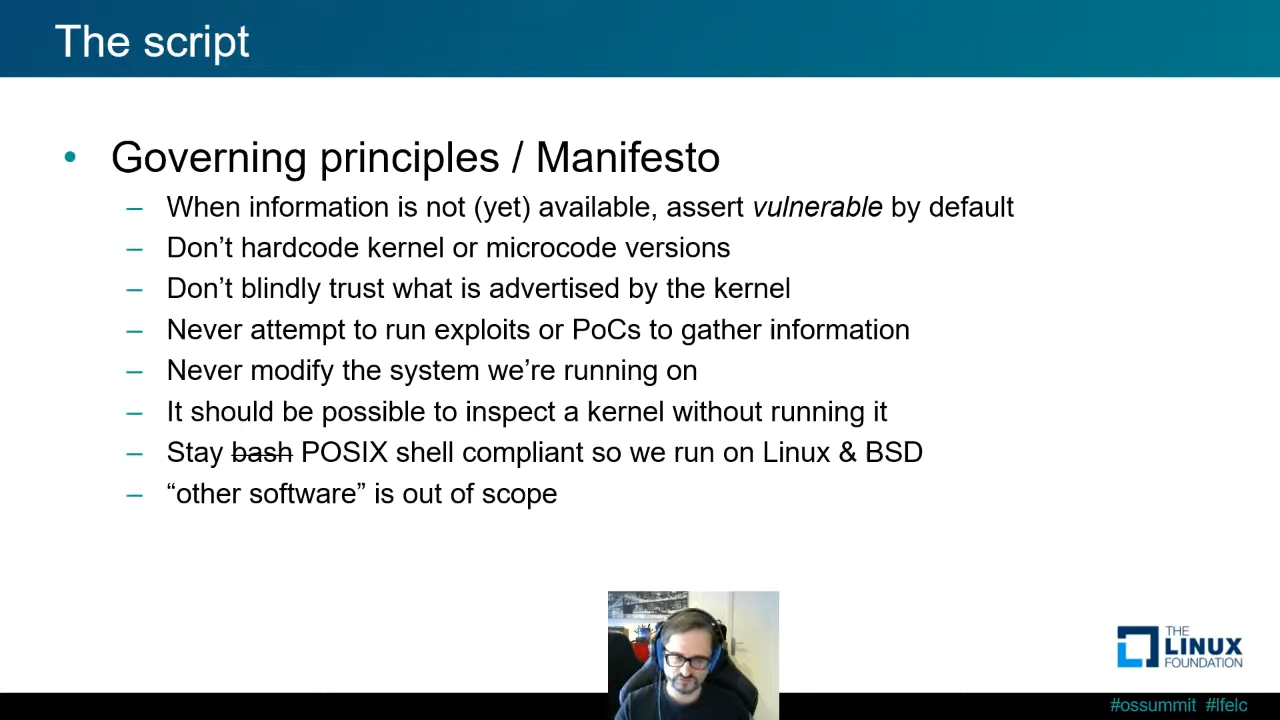 The script
• Governing principles / Manifesto
– When information is not (yet) available, assert vulnerable by default
– Don’t hardcode kernel or microcode versions
– Don’t blindly trust what is advertised by the kernel
– Never attempt to run exploits or PoCs to gather information
– Never modify the system we’re running on
– It should be possible to inspect a kernel without running it
– Stay bash POSIX shell compliant so we run on Linux & BSD
– “other software” is out of scope
THE
LINUX
FOUNDATION
#ossummit #lfelc